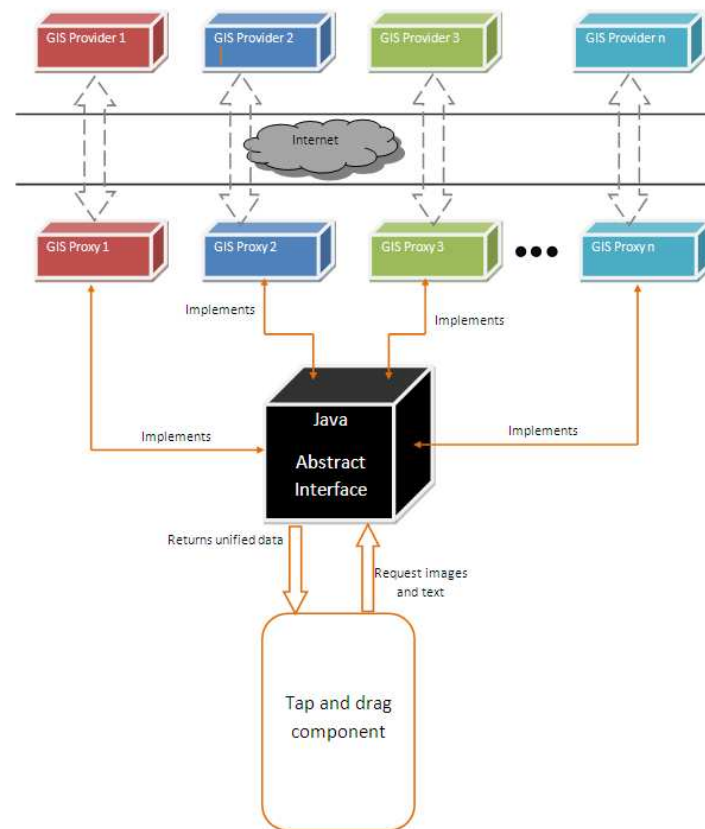 GIS Provider 1
GIS Provider 2
GIS Provider 3
GIS Provider n
Internet
GIS Proxy 1
GIS Proxy 2
GIS Proxy 3
GIS Proxy n
Implements
Implements
Implements
Implements
Java
Abstract
Interface
Returns unified data
Request images
and text
Tap and drag
component